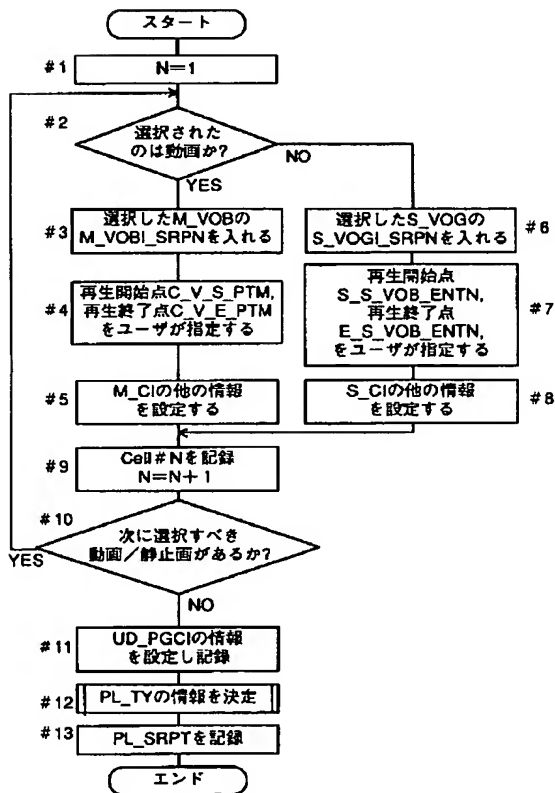 スタート
#1
N=1
#2
選択された
のは動画か?
NO
YES
#3
選択したM_VOBの
M_VOBI_SRPNを入れる
選択したS_VOGの
S_VOGI_SRPNを入れる
#6
#4
再生開始点C_V_S_PTM,
再生終了点C_V_E_PTM
をユーザが指定する
再生開始点
S_S_VOB_ENTN,
再生終了点
E_S_VOB_ENTN,
をユーザが指定する
#7
#5
M_CIの他の情報
を設定する
S_CIの他の情報
を設定する
#8
#9
Cell#Nを記録
N=N+1
#10
次に選択すべき
動画/静止画があるか?
YES
NO
#11
UD_PGCIの情報
を設定し記録
#12
PL_TYの情報を決定
#13
PL_SRPTを記録
エンド